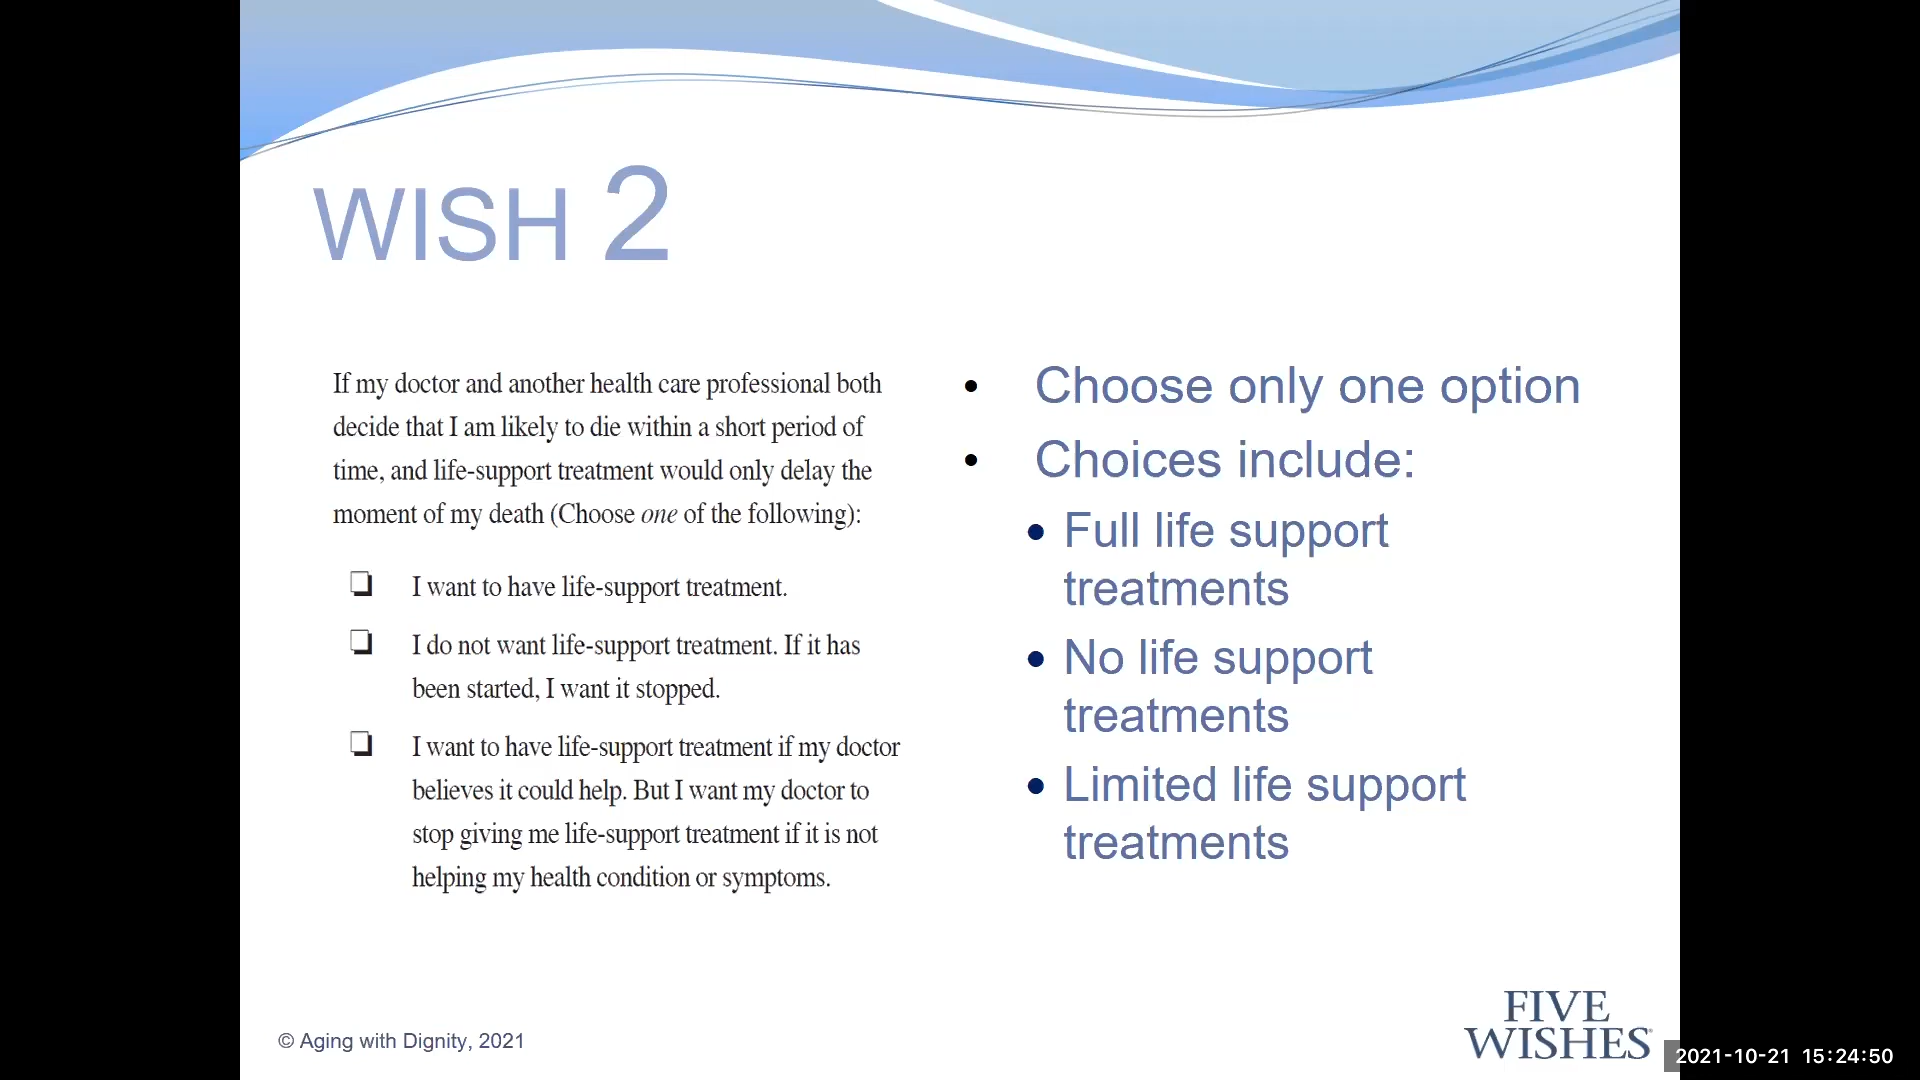 WISH 2
If my doctor and another health care professional both
decide that I am likely to die within a short period of
time, and life-support treatment would only delay the
moment of my death (Choose one of the following):
❏ I want to have life-support treatment.
❏ I do not want life-support treatment. If it has
been started, I want it stopped.
❏ I want to have life-support treatment if my doctor
believes it could help. But I want my doctor to
stop giving me life-support treatment if it is not
helping my health condition or symptoms.
• Choose only one option
• Choices include:
• Full life support
treatments
• No life support
treatments
• Limited life support
treatments
© Aging with Dignity, 2021
FIVE
WISHES®
2021-10-21 15:24:50